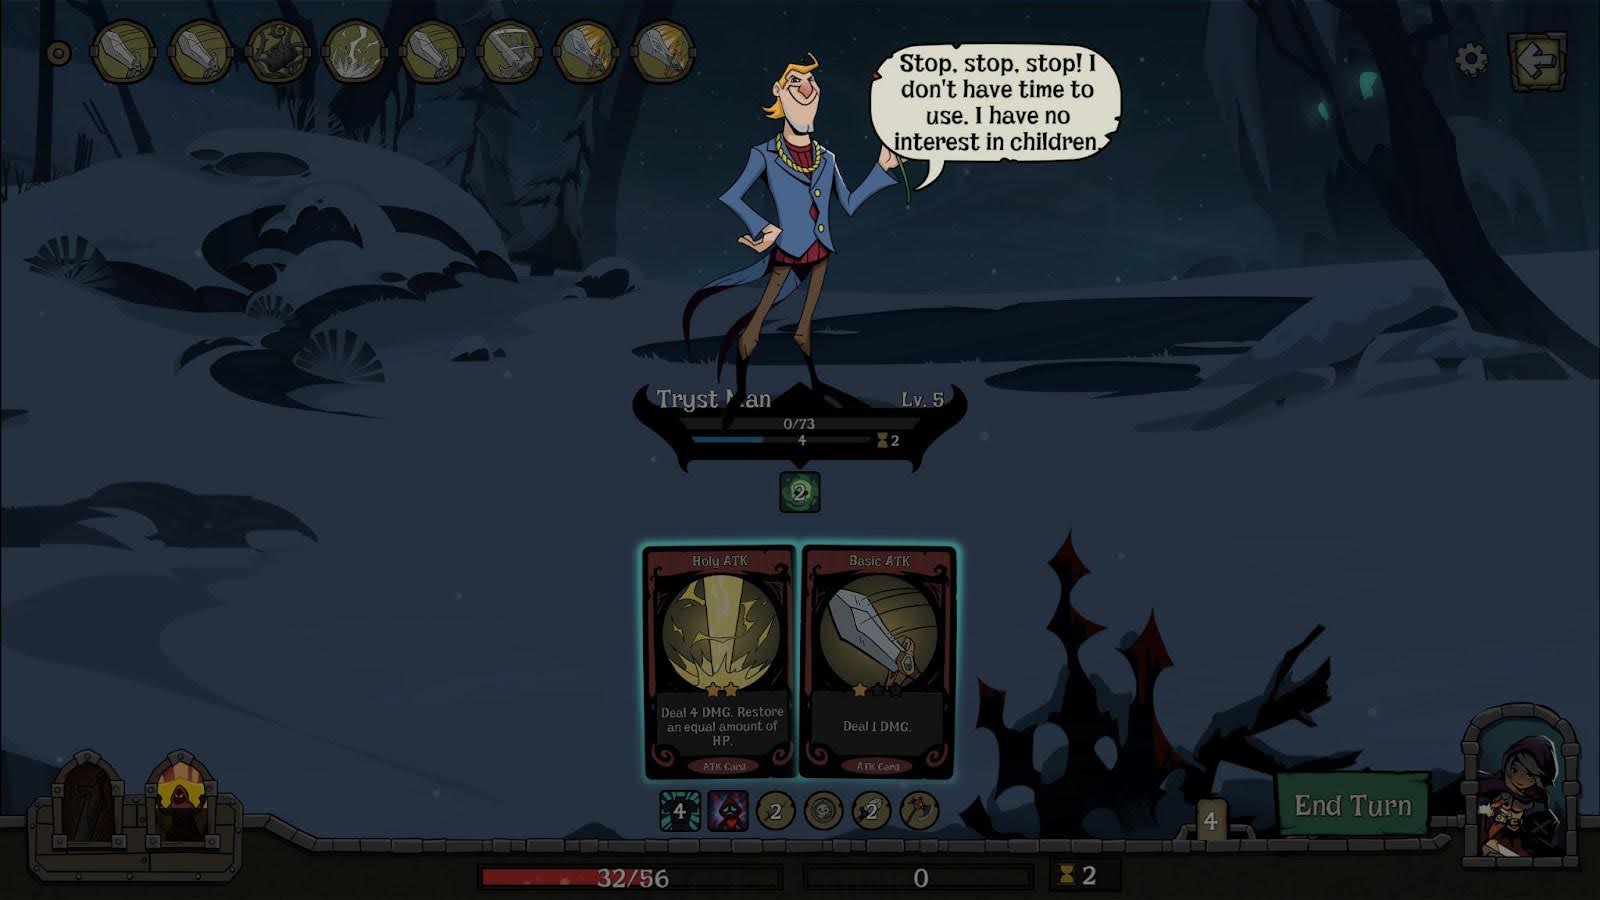 Stop, stop, stop! I
don't have time to
use. I have no
interest in children.
Tryst Man
Lv. 5
0/73
4
2
2
Holy ATK
Deal 4 DMG. Restore
an equal amount of
HP.
ATK Card
Basic ATK
Deal 1 DMG.
ATK Card
4
2
2
4
End Turn
32/56
0
2